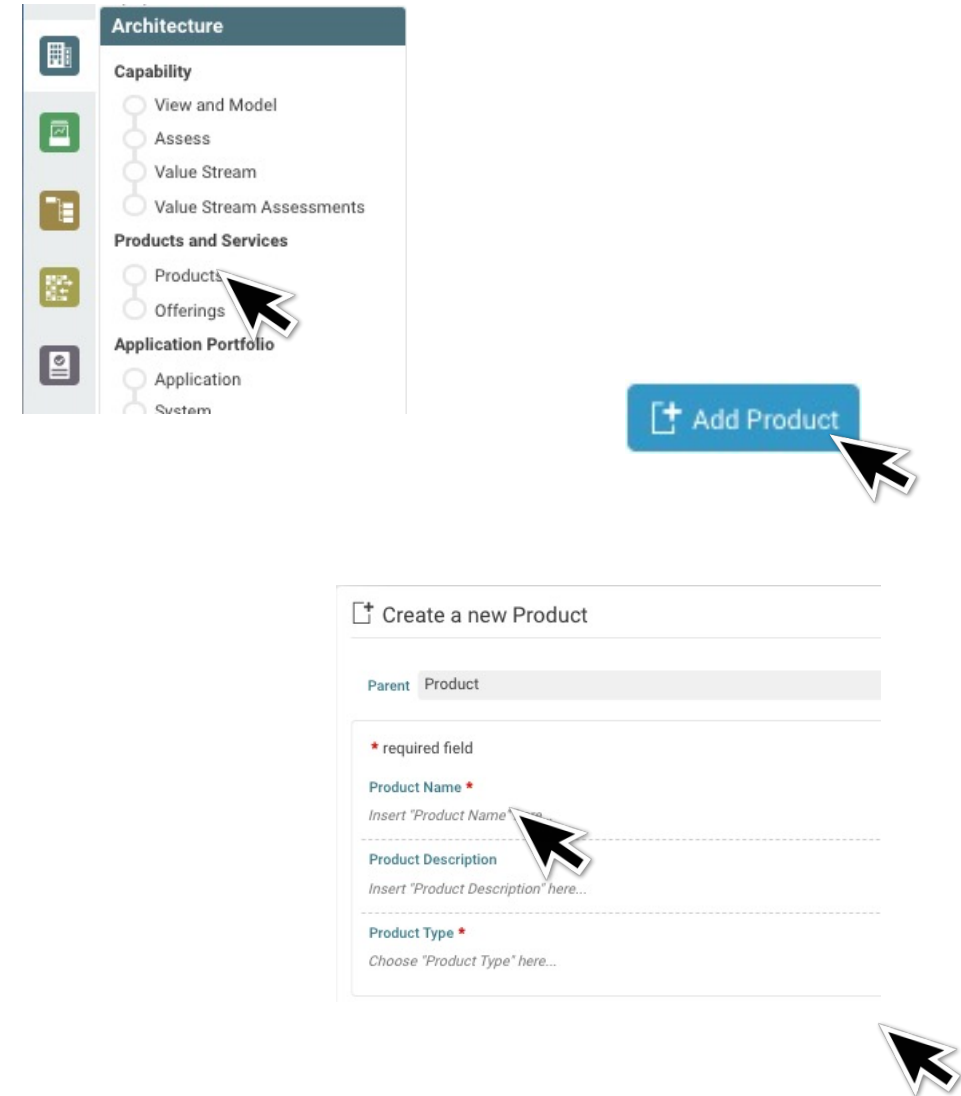 Architecture
Capability
View and Model
Assess
Value Stream
Value Stream Assessments
Products and Services
Products
Offerings
Application Portfolio
Application
System
Add Product
Create a new Product
Parent Product
* required field
Product Name *
Insert "Product Name" here...
Product Description
Insert "Product Description" here...
Product Type *
Choose "Product Type" here...